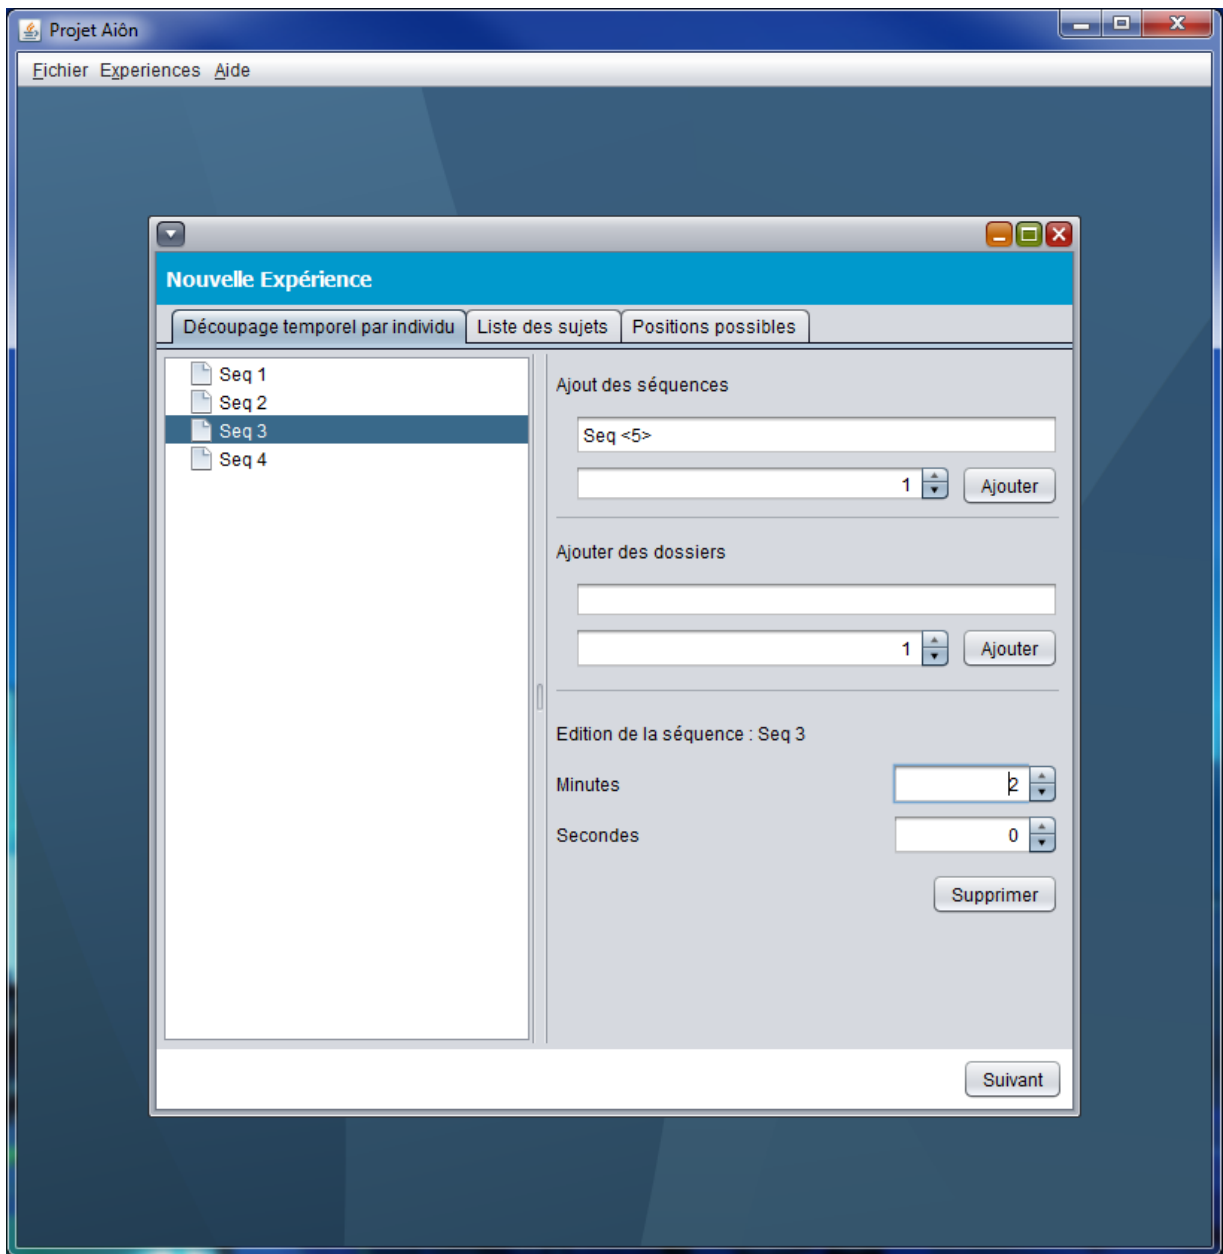 Projet Aiôn
Fichier Experiences Aide
Nouvelle Expérience
Découpage temporel par individu Liste des sujets Positions possibles
Seq 1
Seq 2
Seq 3
Seq 4
Ajout des séquences
Seq <5>
1 Ajouter
Ajouter des dossiers
1 Ajouter
Edition de la séquence : Seq 3
Minutes 2
Secondes 0
Supprimer
Suivant